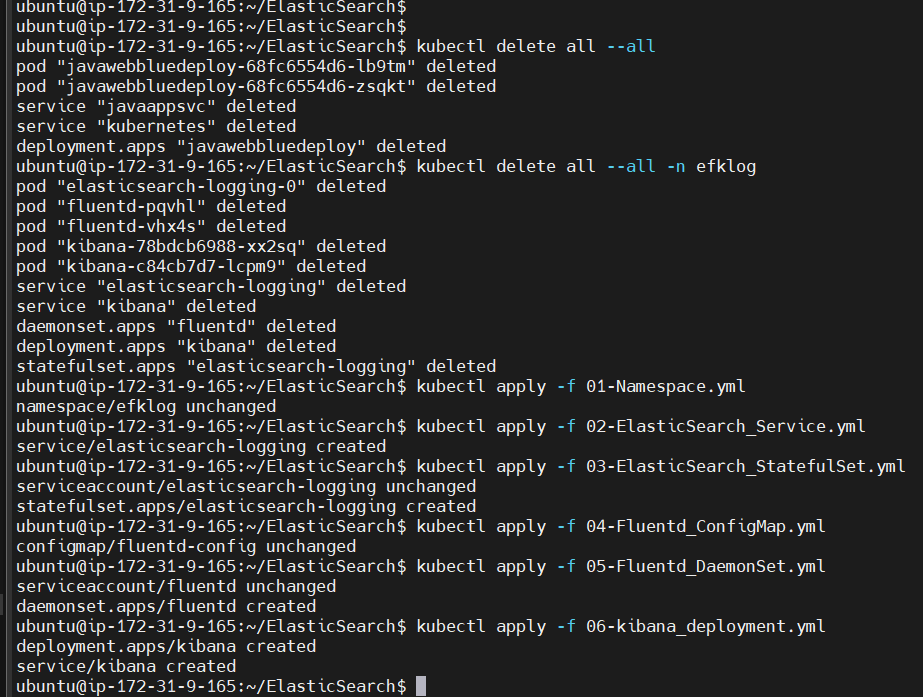 ubuntu@ip-172-31-9-165:~/ElasticSearch$
ubuntu@ip-172-31-9-165:~/ElasticSearch$
ubuntu@ip-172-31-9-165:~/ElasticSearch$ kubectl delete all --all
pod "javawebbluedeploy-68fc6554d6-lb9tm" deleted
pod "javawebbluedeploy-68fc6554d6-zsqkt" deleted
service "javaappsvc" deleted
service "kubernetes" deleted
deployment.apps "javawebbluedeploy" deleted
ubuntu@ip-172-31-9-165:~/ElasticSearch$ kubectl delete all --all -n efklog
pod "elasticsearch-logging-0" deleted
pod "fluentd-pqvhl" deleted
pod "fluentd-vhx4s" deleted
pod "kibana-78bdcb6988-xx2sq" deleted
pod "kibana-c84cb7d7-lcpm9" deleted
service "elasticsearch-logging" deleted
service "kibana" deleted
daemonset.apps "fluentd" deleted
deployment.apps "kibana" deleted
statefulset.apps "elasticsearch-logging" deleted
ubuntu@ip-172-31-9-165:~/ElasticSearch$ kubectl apply -f 01-Namespace.yml
namespace/efklog unchanged
ubuntu@ip-172-31-9-165:~/ElasticSearch$ kubectl apply -f 02-ElasticSearch_Service.yml
service/elasticsearch-logging created
ubuntu@ip-172-31-9-165:~/ElasticSearch$ kubectl apply -f 03-ElasticSearch_StatefulSet.yml
serviceaccount/elasticsearch-logging unchanged
statefulset.apps/elasticsearch-logging created
ubuntu@ip-172-31-9-165:~/ElasticSearch$ kubectl apply -f 04-Fluentd_ConfigMap.yml
configmap/fluentd-config unchanged
ubuntu@ip-172-31-9-165:~/ElasticSearch$ kubectl apply -f 05-Fluentd_DaemonSet.yml
serviceaccount/fluentd unchanged
daemonset.apps/fluentd created
ubuntu@ip-172-31-9-165:~/ElasticSearch$ kubectl apply -f 06-kibana_deployment.yml
deployment.apps/kibana created
service/kibana created
ubuntu@ip-172-31-9-165:~/ElasticSearch$